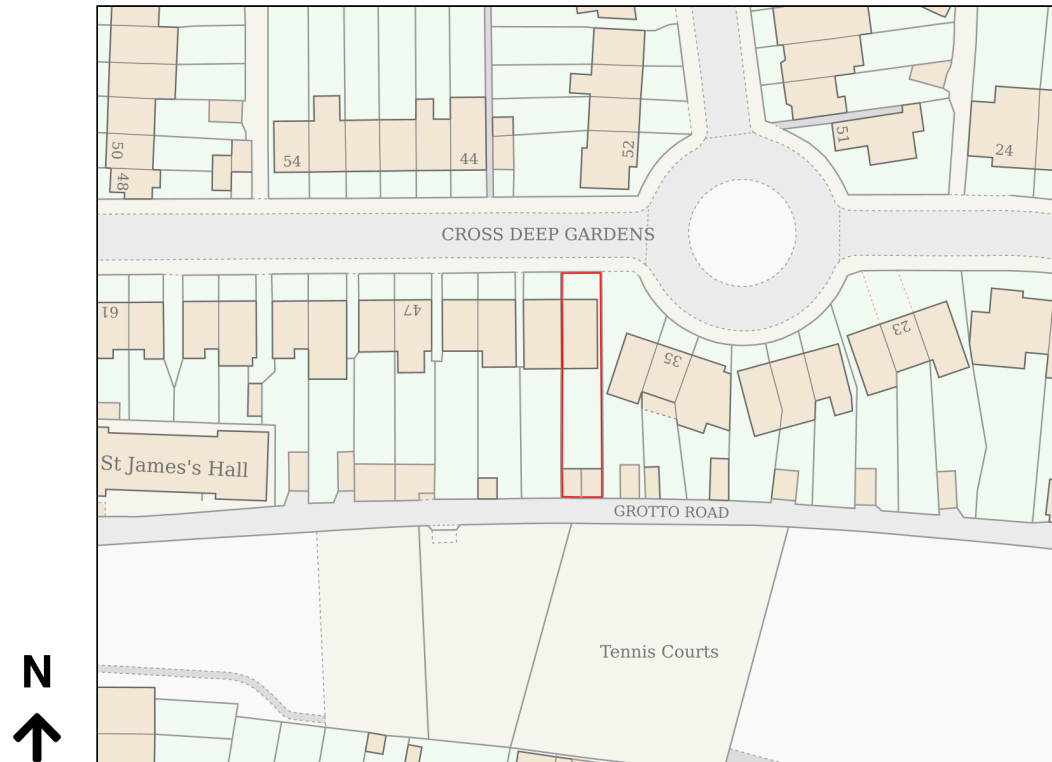 50
48
54
44
52
51
24
CROSS DEEP GARDENS
61
47
35
23
St James's Hall
GROTTO ROAD
Tennis Courts
N